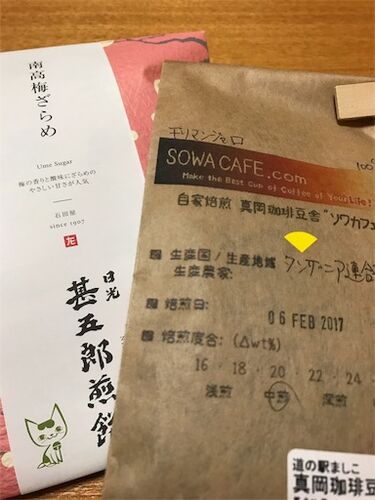 南高梅ざらめ
Ume Sugar
梅の香りと酸味にざらめの
やさしい甘さが人気
石田屋
since 1907
日光
甚五郎煎餅
キリマンジャロ
100
SOWACAFE.com
Make the Best Cup of Coffee of Your Life!
自家焙煎 真岡珈琲豆舎"ソワカフェ
生産国/生産地域 タンザニア連合
生産農家:
焙煎日:
06 FEB 2017
焙煎度合:(Δwt%)
16・18・20・22・24
浅煎 中煎 深煎
道の駅ましこ
真岡珈琲豆